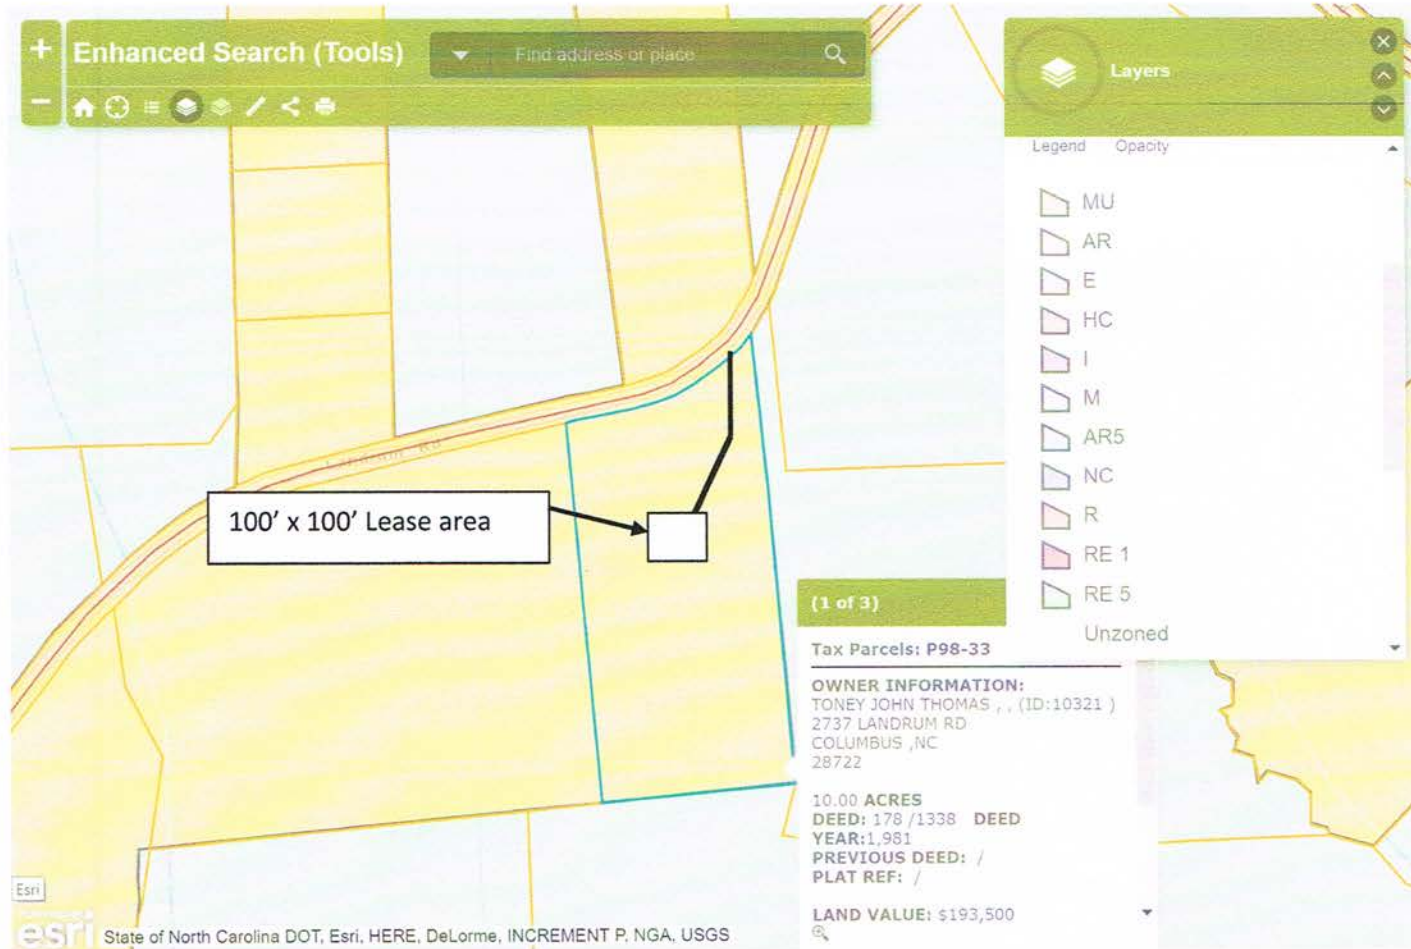 + Enhanced Search (Tools)
Find address or place
−
Layers
Legend Opacity
MU
AR
E
HC
I
M
AR5
NC
R
RE 1
RE 5
Unzoned
Landrum Rd
100' x 100' Lease area
(1 of 3)
Tax Parcels: P98-33
OWNER INFORMATION:
TONEY JOHN THOMAS , , (ID:10321 )
2737 LANDRUM RD
COLUMBUS ,NC
28722
10.00 ACRES
DEED: 178 /1338 DEED
YEAR:1,981
PREVIOUS DEED: /
PLAT REF: /
LAND VALUE: $193,500
Esri
esri
State of North Carolina DOT, Esri, HERE, DeLorme, INCREMENT P, NGA, USGS